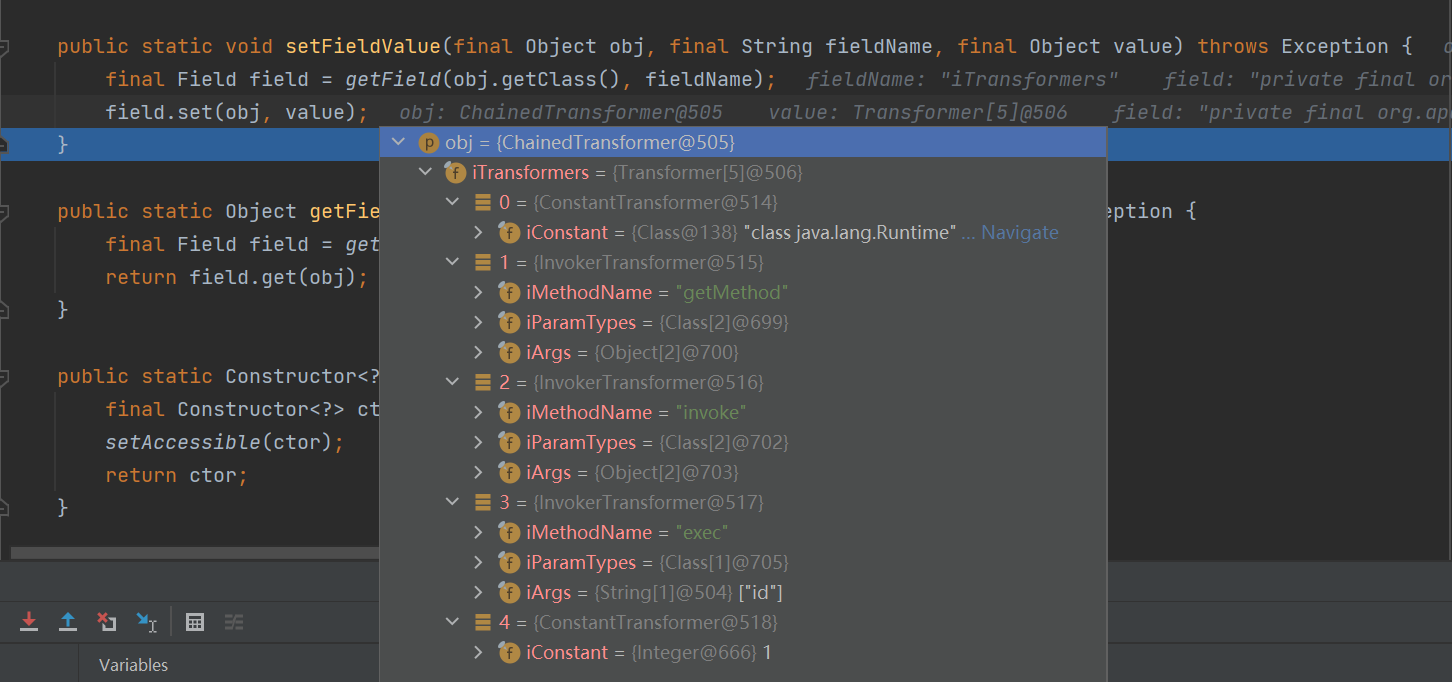 public static void setFieldValue(final Object obj, final String fieldName, final Object value) throws Exception {
final Field field = getField(obj.getClass(), fieldName); fieldName: "iTransformers" field: "private final or
field.set(obj, value); obj: ChainedTransformer@505 value: Transformer[5]@506 field: "private final org.ap
}
obj = {ChainedTransformer@505}
iTransformers = {Transformer[5]@506}
0 = {ConstantTransformer@514}
iConstant = {Class@138} "class java.lang.Runtime" ... Navigate
1 = {InvokerTransformer@515}
iMethodName = "getMethod"
iParamTypes = {Class[2]@699}
iArgs = {Object[2]@700}
2 = {InvokerTransformer@516}
iMethodName = "invoke"
iParamTypes = {Class[2]@702}
iArgs = {Object[2]@703}
3 = {InvokerTransformer@517}
iMethodName = "exec"
iParamTypes = {Class[1]@705}
iArgs = {String[1]@504} ["id"]
4 = {ConstantTransformer@518}
iConstant = {Integer@666} 1
public static Object getFie ception {
final Field field = get
return field.get(obj);
}
public static Constructor<?
final Constructor<?> ct
setAccessible(ctor);
return ctor;
}
Variables